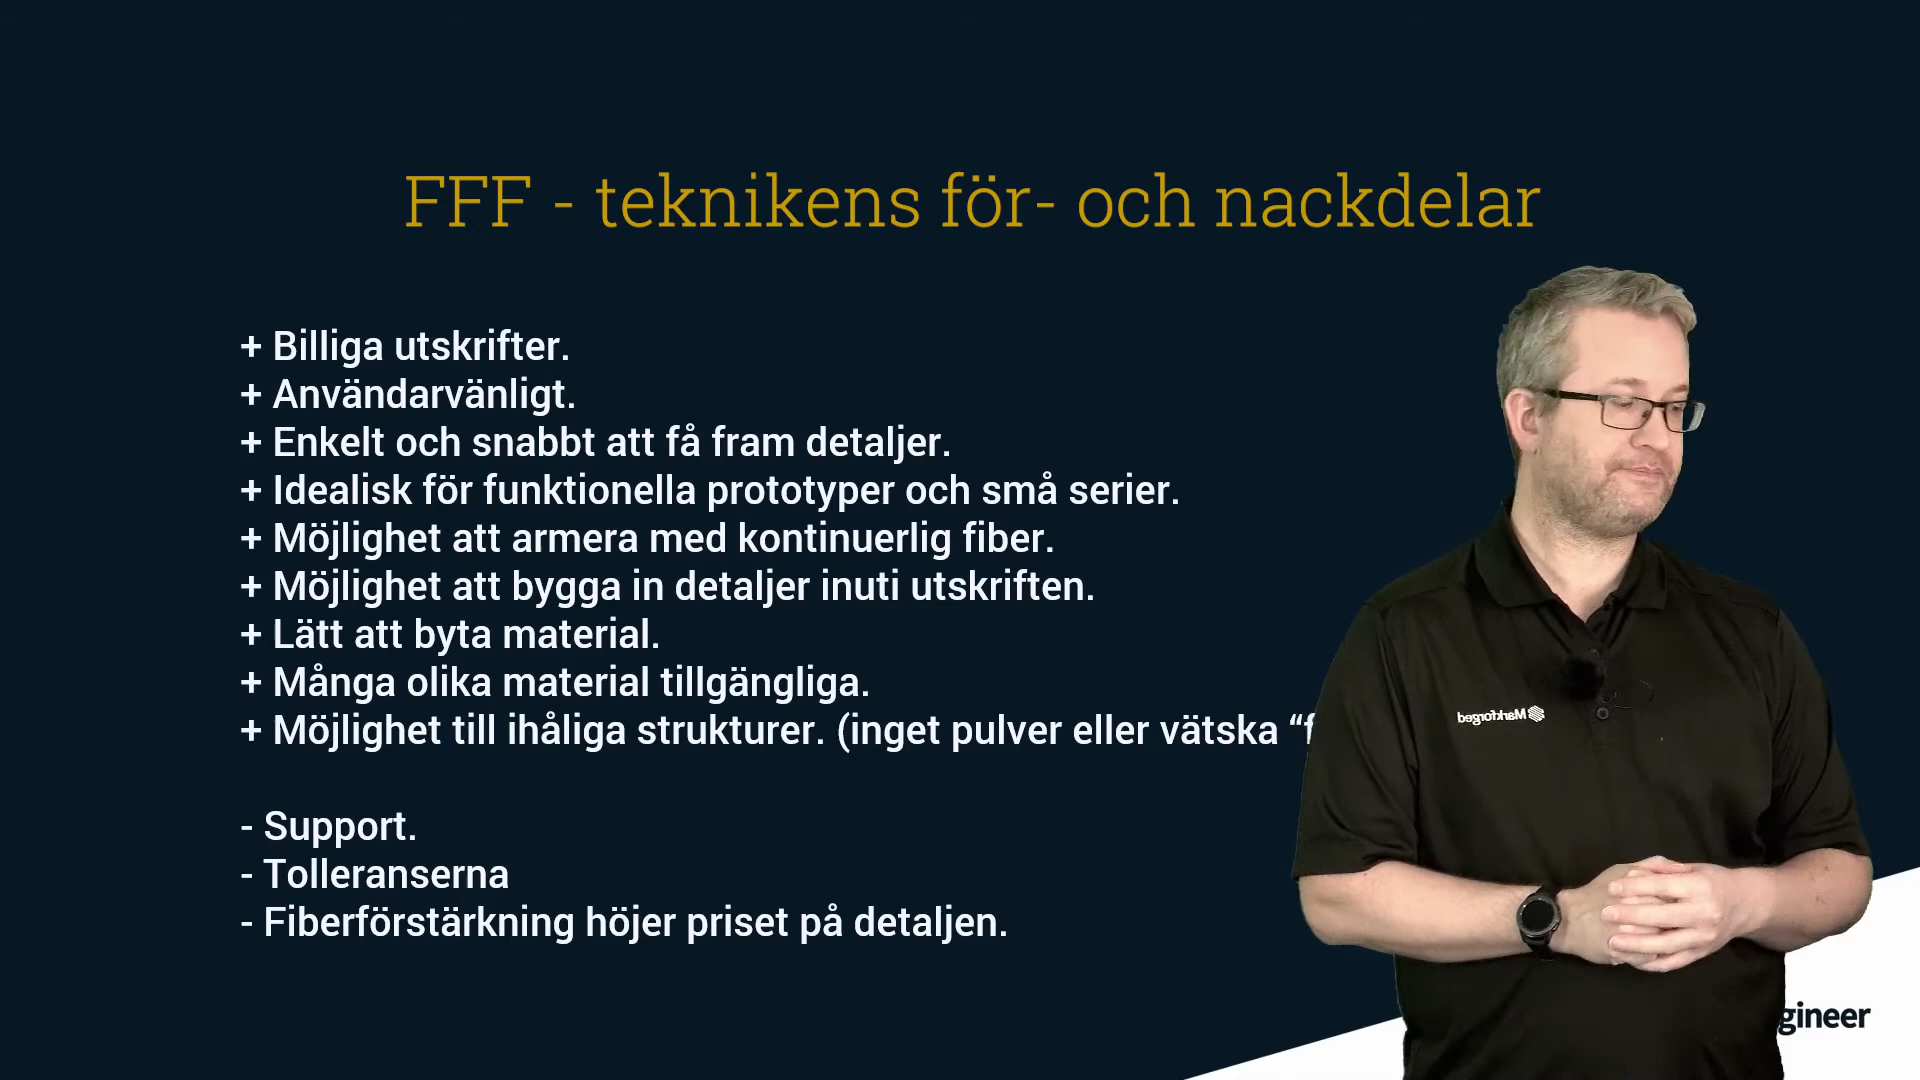 FFF - teknikens för- och nackdelar
+ Billiga utskrifter.
+ Användarvänligt.
+ Enkelt och snabbt att få fram detaljer.
+ Idealisk för funktionella prototyper och små serier.
+ Möjlighet att armera med kontinuerlig fiber.
+ Möjlighet att bygga in detaljer inuti utskriften.
+ Lätt att byta material.
+ Många olika material tillgängliga.
+ Möjlighet till ihåliga strukturer. (inget pulver eller vätska
Markforged
- Support.
- Tolleranserna
- Fiberförstärkning höjer priset på detaljen.
gineer